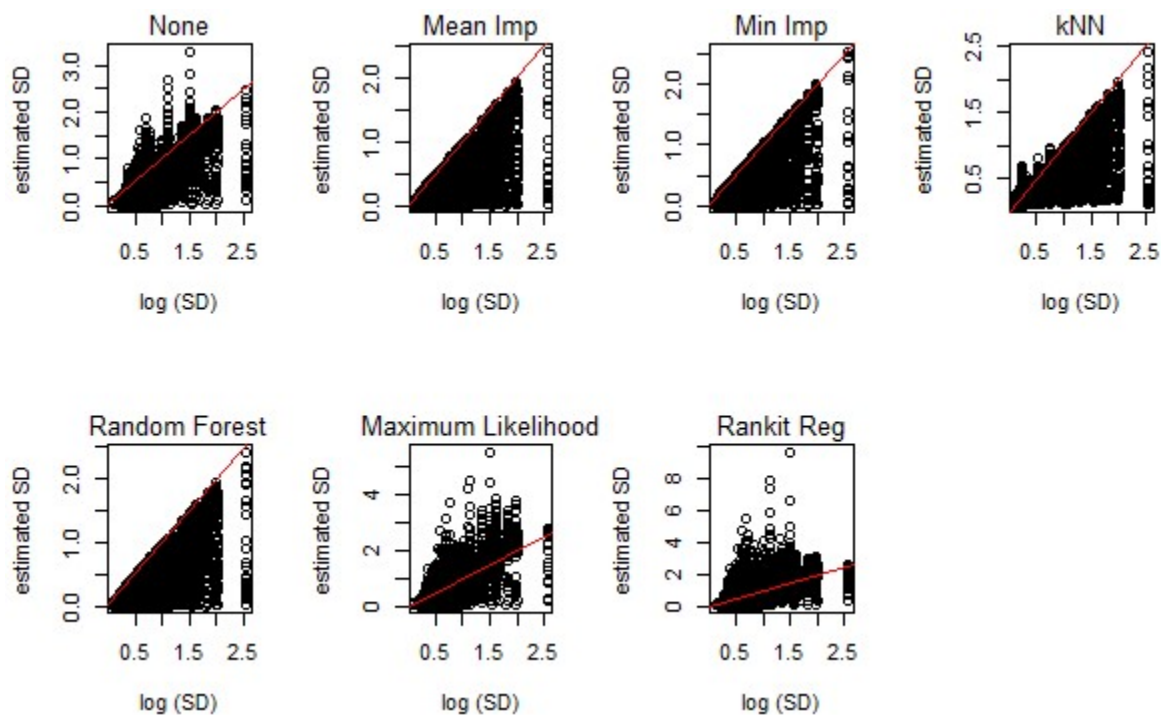 None
estimated SD
0.0 1.0 2.0 3.0
0.5 1.5 2.5
log (SD)
Mean Imp
estimated SD
0.0 1.0 2.0
0.5 1.5 2.5
log (SD)
Min Imp
estimated SD
0.0 1.0 2.0
0.5 1.5 2.5
log (SD)
kNN
estimated SD
0.5 1.5 2.5
0.5 1.5 2.5
log (SD)
Random Forest
estimated SD
0.0 1.0 2.0
0.5 1.5 2.5
log (SD)
Maximum Likelihood
estimated SD
0 2 4
0.5 1.5 2.5
log (SD)
Rankit Reg
estimated SD
0 2 4 6 8
0.5 1.5 2.5
log (SD)